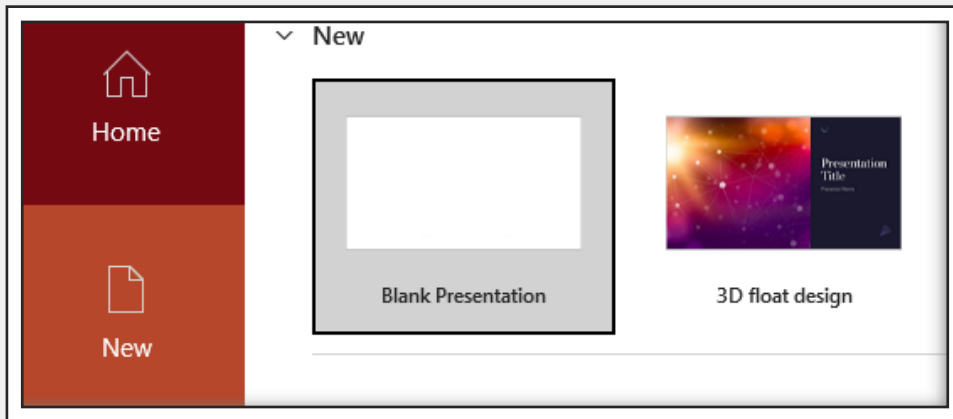 Home
New
New
Blank Presentation
Presentation
Title
3D float design